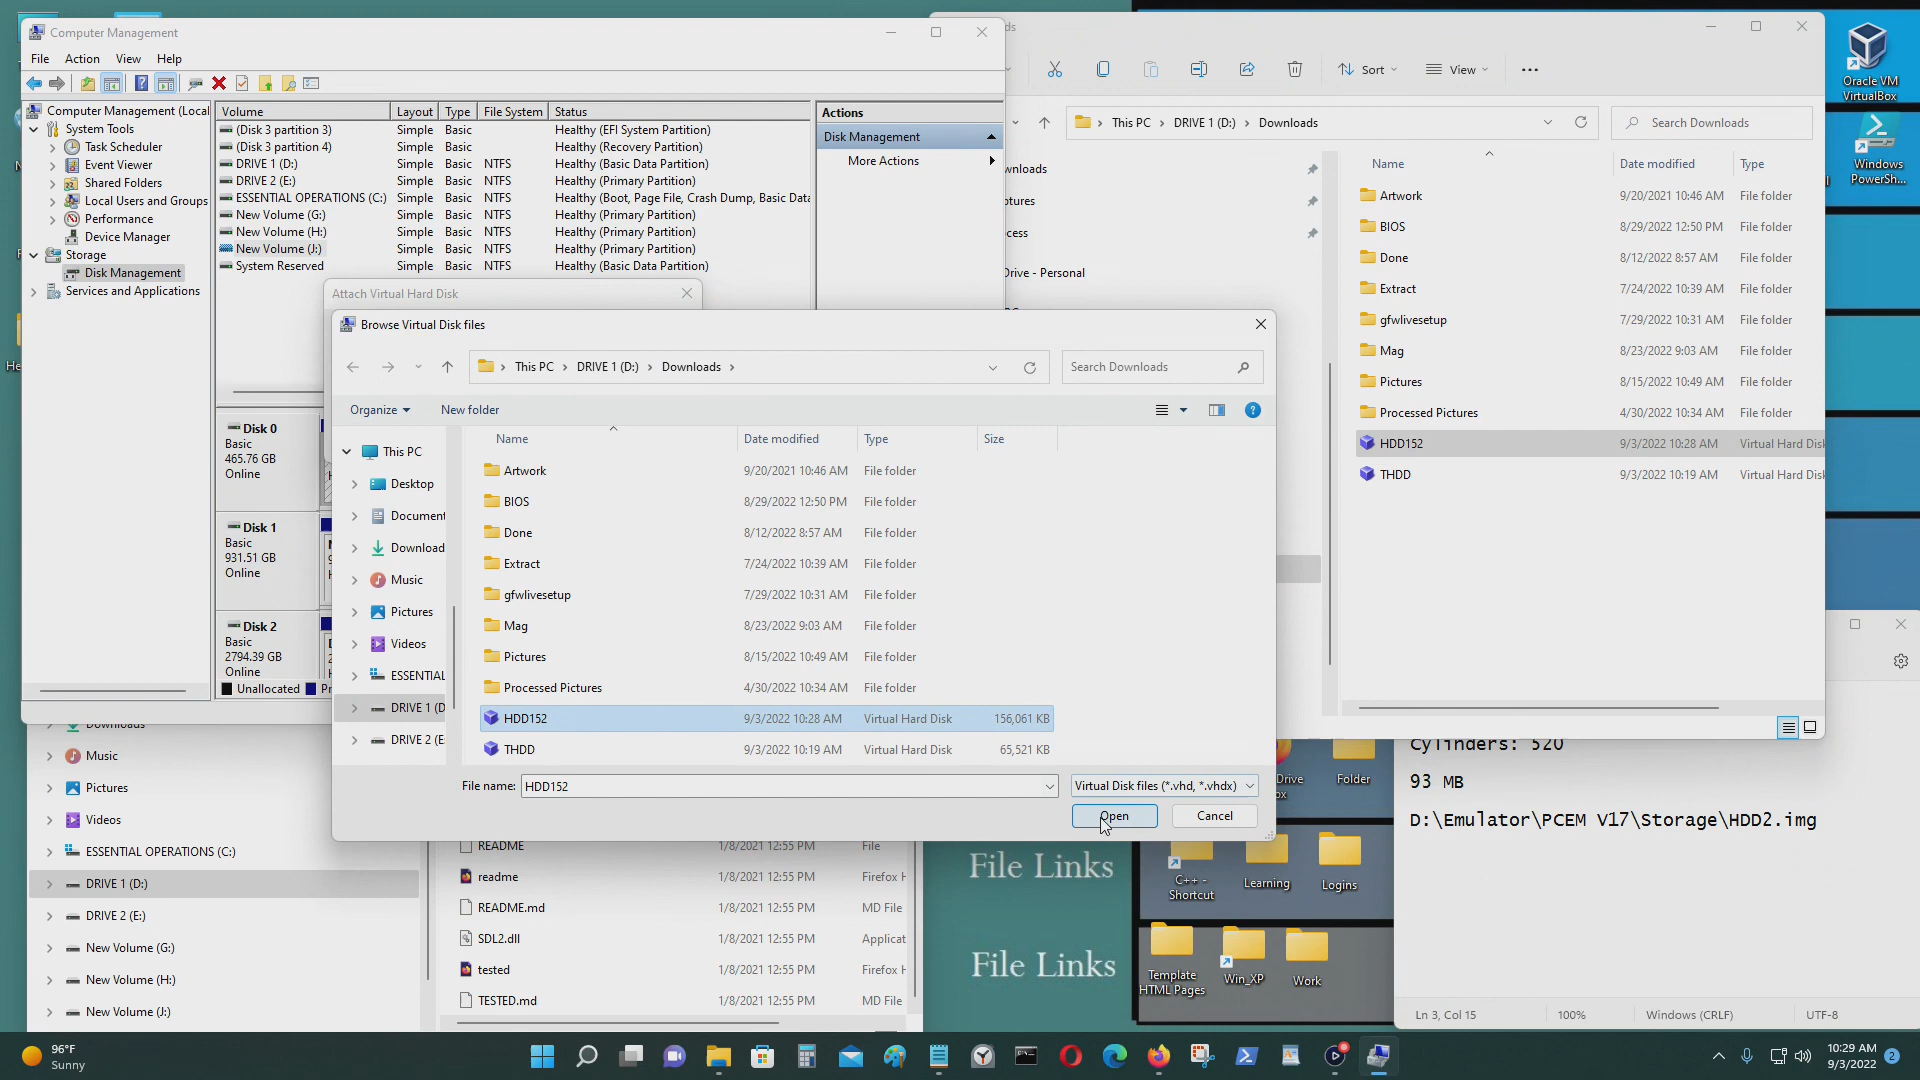 Computer Management
File Action View Help
Computer Management (Local
System Tools
Task Scheduler
Event Viewer
Shared Folders
Local Users and Groups
Performance
Device Manager
Storage
Disk Management
Services and Applications
Volume Layout Type File System Status
(Disk 3 partition 3) Simple Basic Healthy (EFI System Partition)
(Disk 3 partition 4) Simple Basic Healthy (Recovery Partition)
DRIVE 1 (D:) Simple Basic NTFS Healthy (Basic Data Partition)
DRIVE 2 (E:) Simple Basic NTFS Healthy (Primary Partition)
ESSENTIAL OPERATIONS (C:) Simple Basic NTFS Healthy (Boot, Page File, Crash Dump, Basic Data
New Volume (G:) Simple Basic NTFS Healthy (Primary Partition)
New Volume (H:) Simple Basic NTFS Healthy (Primary Partition)
New Volume (J:) Simple Basic NTFS Healthy (Primary Partition)
System Reserved Simple Basic NTFS Healthy (Basic Data Partition)
Actions
Disk Management
More Actions
Disk 0
Basic
465.76 GB
Online
Disk 1
Basic
931.51 GB
Online
Disk 2
Basic
2794.39 GB
Online
Unallocated
Attach Virtual Hard Disk
Browse Virtual Disk files
This PC DRIVE 1 (D:) Downloads
Search Downloads
Organize New folder
This PC
Desktop
Document
Download
Music
Pictures
Videos
ESSENTIAL
DRIVE 1 (D
DRIVE 2 (E:
Name Date modified Type Size
Artwork 9/20/2021 10:46 AM File folder
BIOS 8/29/2022 12:50 PM File folder
Done 8/12/2022 8:57 AM File folder
Extract 7/24/2022 10:39 AM File folder
gfwlivesetup 7/29/2022 10:31 AM File folder
Mag 8/23/2022 9:03 AM File folder
Pictures 8/15/2022 10:49 AM File folder
Processed Pictures 4/30/2022 10:34 AM File folder
HDD152 9/3/2022 10:28 AM Virtual Hard Disk 156,061 KB
THDD 9/3/2022 10:19 AM Virtual Hard Disk 65,521 KB
File name: HDD152 Virtual Disk files (*.vhd, *.vhdx)
Open Cancel
Sort View
This PC DRIVE 1 (D:) Downloads
Search Downloads
Drive - Personal
Name Date modified Type
Artwork 9/20/2021 10:46 AM File folder
BIOS 8/29/2022 12:50 PM File folder
Done 8/12/2022 8:57 AM File folder
Extract 7/24/2022 10:39 AM File folder
gfwlivesetup 7/29/2022 10:31 AM File folder
Mag 8/23/2022 9:03 AM File folder
Pictures 8/15/2022 10:49 AM File folder
Processed Pictures 4/30/2022 10:34 AM File folder
HDD152 9/3/2022 10:28 AM Virtual Hard Disk
THDD 9/3/2022 10:19 AM Virtual Hard Disk
Oracle VM
VirtualBox
Windows
PowerSh...
Downloads
Music
Pictures
Videos
ESSENTIAL OPERATIONS (C:)
DRIVE 1 (D:)
DRIVE 2 (E:)
New Volume (G:)
New Volume (H:)
New Volume (J:)
README 1/8/2021 12:55 PM File
readme 1/8/2021 12:55 PM Firefox H
README.md 1/8/2021 12:55 PM MD File
SDL2.dll 1/8/2021 12:55 PM Applicat
tested 1/8/2021 12:55 PM Firefox H
TESTED.md 1/8/2021 12:55 PM MD File
File Links
File Links
Drive
Folder
C++ -
Shortcut
Learning
Logins
Template
HTML Pages
Win_XP
Work
Cylinders: 520
93 MB
D:\Emulator\PCEM V17\Storage\HDD2.img
Ln 3, Col 15 100% Windows (CRLF) UTF-8
96°F
Sunny
10:29 AM
9/3/2022
2